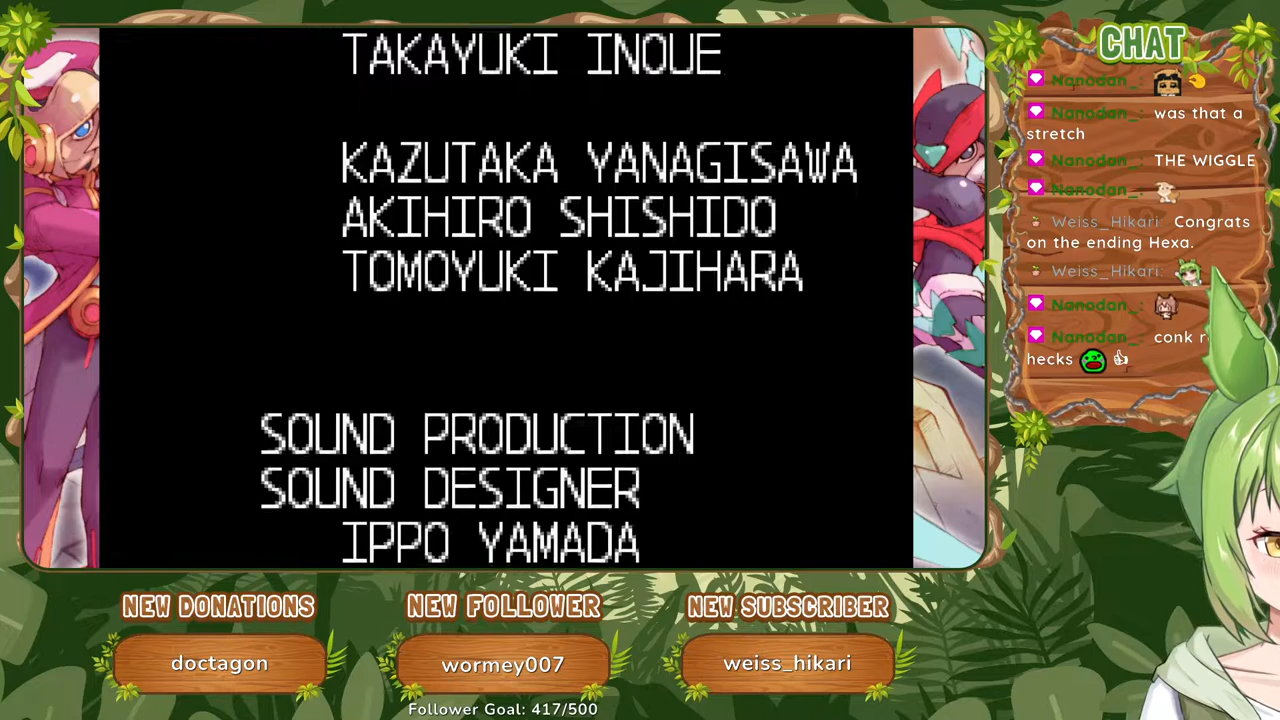 TAKAYUKI INOUE
KAZUTAKA YANAGISAWA
AKIHIRO SHISHIDO
TOMOYUKI KAJIHARA
SOUND PRODUCTION
SOUND DESIGNER
IPPO YAMADA
CHAT
Nanodan_:
Nanodan_: was that a
stretch
Nanodan_: THE WIGGLE
Nanodan_:
Weiss_Hikari: Congrats
on the ending Hexa.
Weiss_Hikari:
Nanodan_:
Nanodan_: conk
hecks
NEW DONATIONS
doctagon
NEW FOLLOWER
wormey007
Follower Goal: 417/500
NEW SUBSCRIBER
weiss_hikari